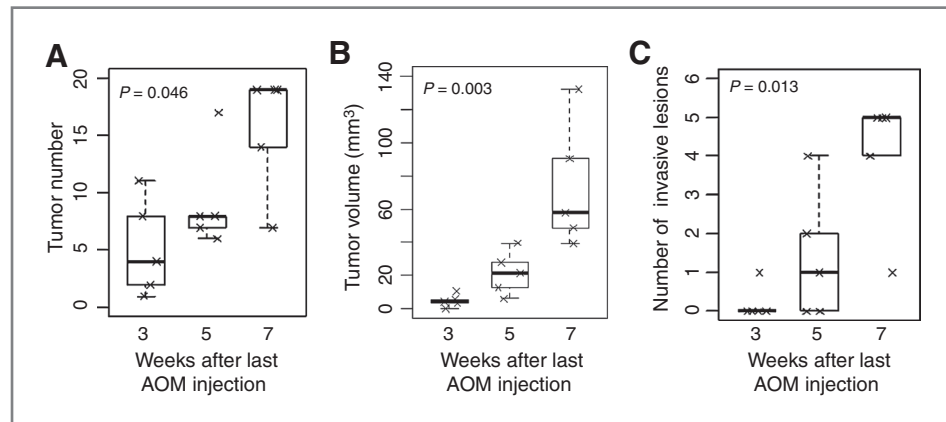 A
Tumor number
20
15
10
5
0
P = 0.046
3 5 7
Weeks after last
AOM injection
B
Tumor volume (mm³)
140
100
60
20
0
P = 0.003
3 5 7
Weeks after last
AOM injection
C
Number of invasive lesions
6
5
4
3
2
1
0
P = 0.013
3 5 7
Weeks after last
AOM injection